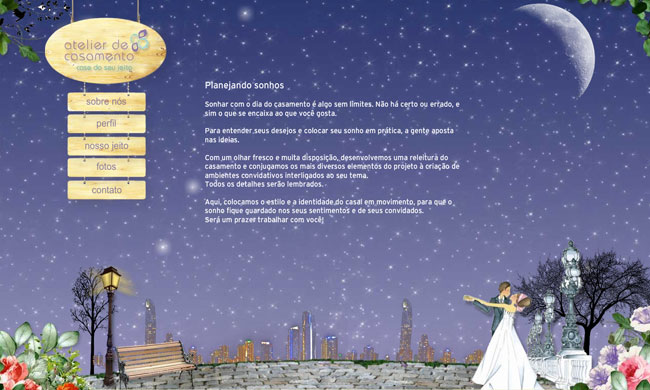 atelier de
casamento
case do seu jeito
sobre nós
perfil
nosso jeito
fotos
contato
Planejando sonhos
Sonhar com o dia do casamento é algo sem limites. Não há certo ou errado, e
sim o que se encaixa ao que você gosta.
Para entender seus desejos e colocar seu sonho em prática, a gente aposta
nas ideias.
Com um olhar fresco e muita disposição, desenvolvemos uma releitura do
casamento e conjugamos os mais diversos elementos do projeto à criação de
ambientes convidativos interligados ao seu tema.
Todos os detalhes serão lembrados.
Aqui, colocamos o estilo e a identidade do casal em movimento, para que o
sonho fique guardado nos seus sentimentos e de seus convidados.
Será um prazer trabalhar com você!